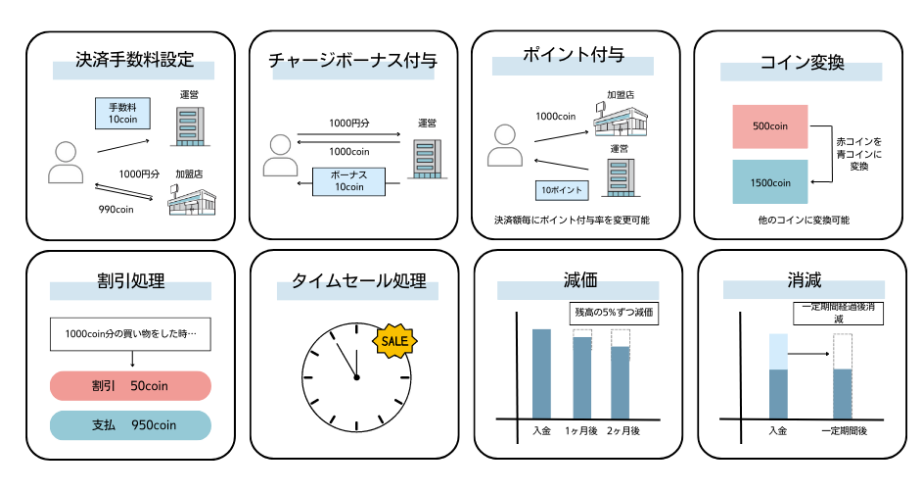 決済手数料設定
手数料
10coin
運営
1000円分
加盟店
990coin
チャージボーナス付与
1000円分
運営
1000coin
ボーナス
10coin
ポイント付与
加盟店
1000coin
運営
10ポイント
決済額毎にポイント付与率を変更可能
コイン変換
500coin
赤コインを
青コインに
変換
1500coin
他のコインに変換可能
割引処理
1000coin分の買い物をした時…
割引 50coin
支払 950coin
タイムセール処理
SALE
減価
残高の5%ずつ減価
入金
1ヶ月後
2ヶ月後
消滅
一定期間経過後消
滅
入金
一定期間後